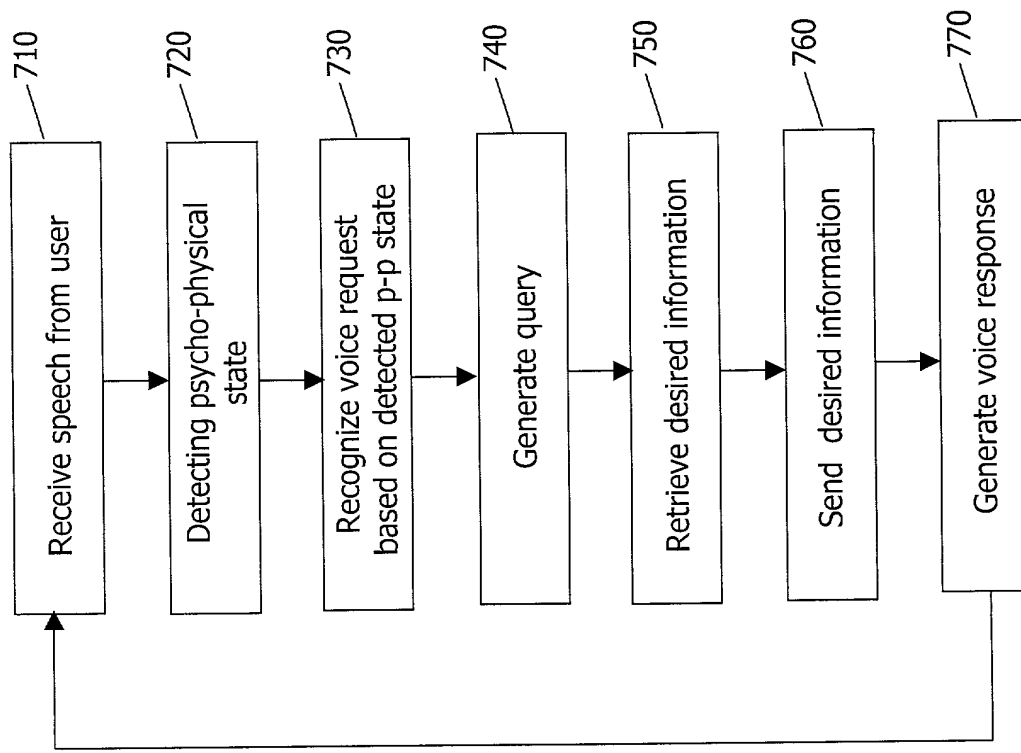 Receive speech from user
710
Detecting psycho-physical
state
720
Recognize voice request
based on detected p-p state
730
Generate query
740
Retrieve desired information
750
Send desired information
760
Generate voice response
770